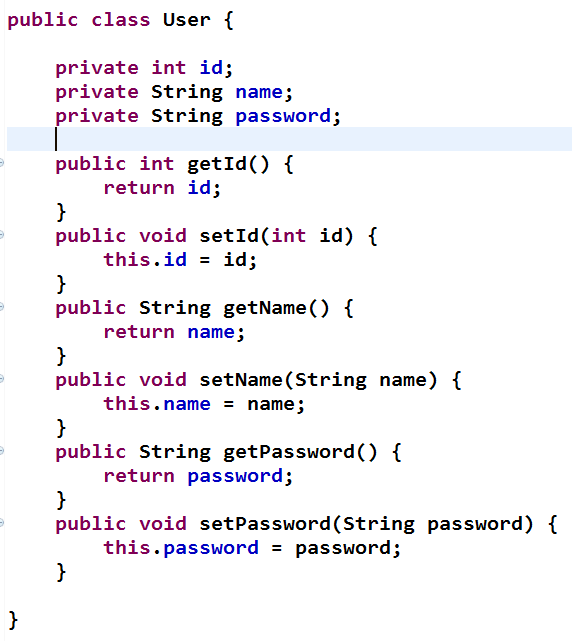 public class User {
    private int id;
    private String name;
    private String password;
    public int getId() {
        return id;
    }
    public void setId(int id) {
        this.id = id;
    }
    public String getName() {
        return name;
    }
    public void setName(String name) {
        this.name = name;
    }
    public String getPassword() {
        return password;
    }
    public void setPassword(String password) {
        this.password = password;
    }
}